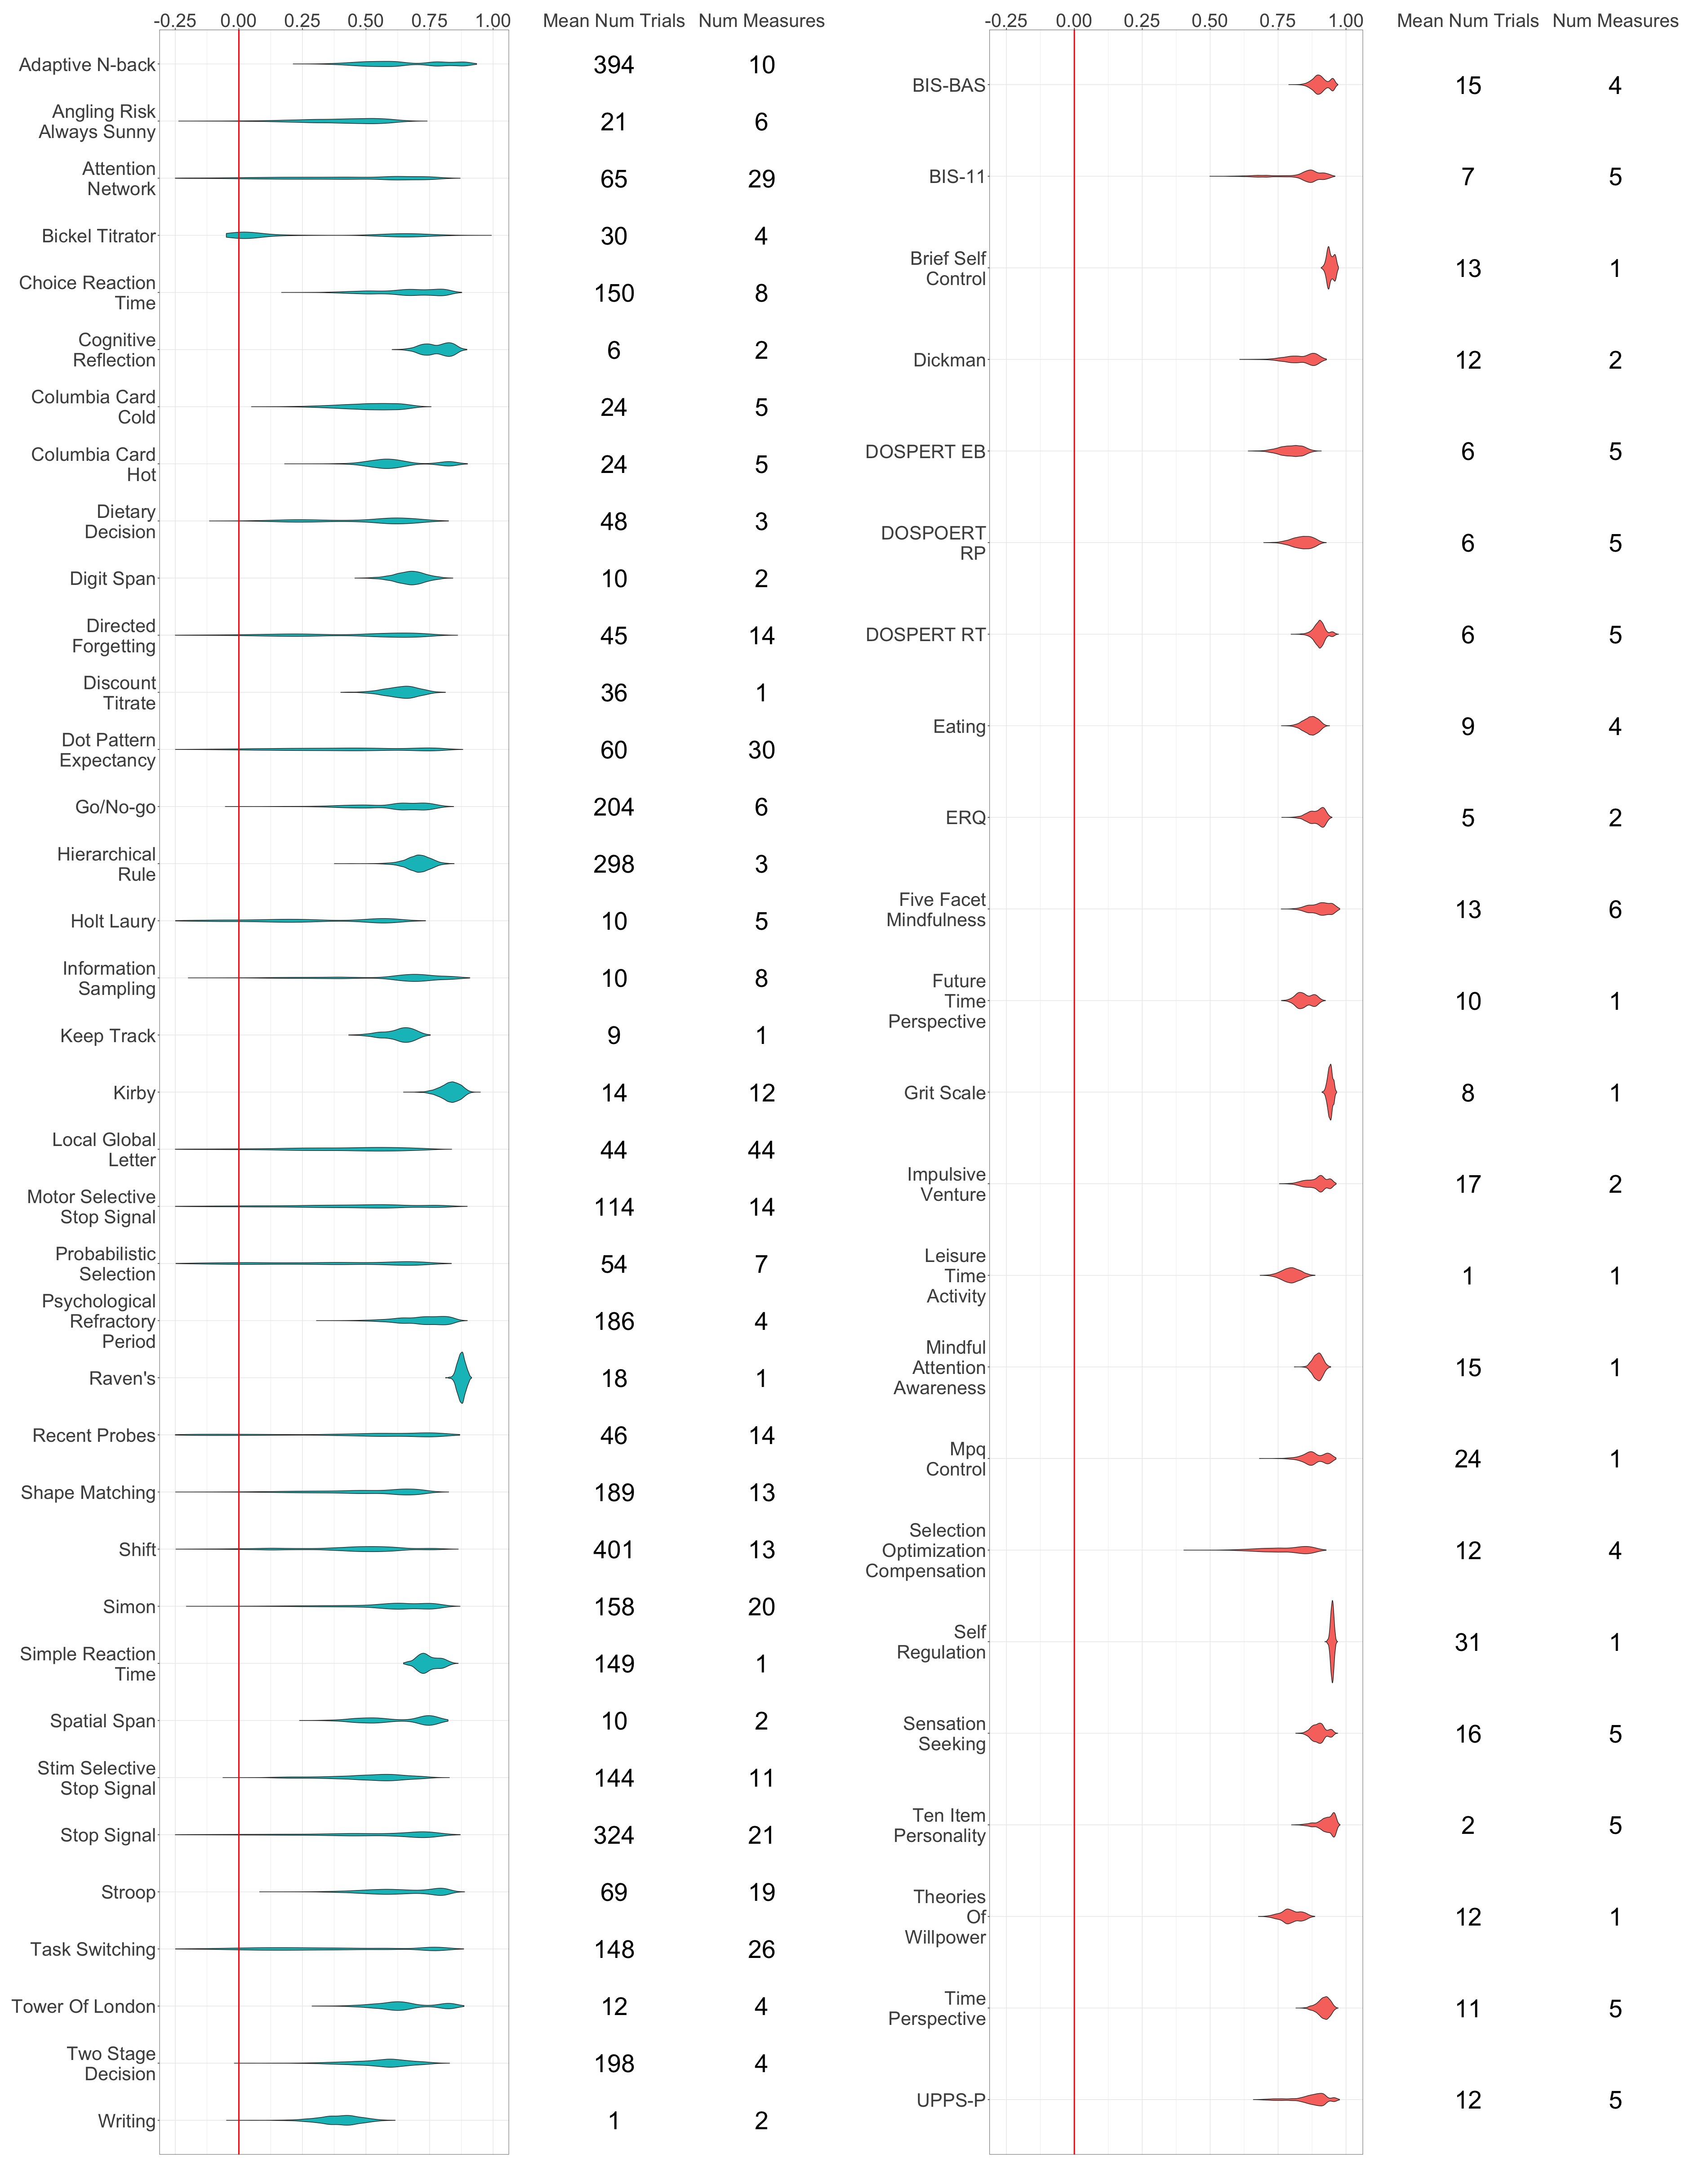 -0.25 0.00 0.25 0.50 0.75 1.00 Mean Num Trials Num Measures
Adaptive N-back 394 10
Angling Risk
Always Sunny 21 6
Attention
Network 65 29
Bickel Titrator 30 4
Choice Reaction
Time 150 8
Cognitive
Reflection 6 2
Columbia Card
Cold 24 5
Columbia Card
Hot 24 5
Dietary
Decision 48 3
Digit Span 10 2
Directed
Forgetting 45 14
Discount
Titrate 36 1
Dot Pattern
Expectancy 60 30
Go/No-go 204 6
Hierarchical
Rule 298 3
Holt Laury 10 5
Information
Sampling 10 8
Keep Track 9 1
Kirby 14 12
Local Global
Letter 44 44
Motor Selective
Stop Signal 114 14
Probabilistic
Selection 54 7
Psychological
Refractory
Period 186 4
Raven's 18 1
Recent Probes 46 14
Shape Matching 189 13
Shift 401 13
Simon 158 20
Simple Reaction
Time 149 1
Spatial Span 10 2
Stim Selective
Stop Signal 144 11
Stop Signal 324 21
Stroop 69 19
Task Switching 148 26
Tower Of London 12 4
Two Stage
Decision 198 4
Writing 1 2
-0.25 0.00 0.25 0.50 0.75 1.00 Mean Num Trials Num Measures
BIS-BAS 15 4
BIS-11 7 5
Brief Self
Control 13 1
Dickman 12 2
DOSPERT EB 6 5
DOSPOERT
RP 6 5
DOSPERT RT 6 5
Eating 9 4
ERQ 5 2
Five Facet
Mindfulness 13 6
Future
Time
Perspective 10 1
Grit Scale 8 1
Impulsive
Venture 17 2
Leisure
Time
Activity 1 1
Mindful
Attention
Awareness 15 1
Mpq
Control 24 1
Selection
Optimization
Compensation 12 4
Self
Regulation 31 1
Sensation
Seeking 16 5
Ten Item
Personality 2 5
Theories
Of
Willpower 12 1
Time
Perspective 11 5
UPPS-P 12 5